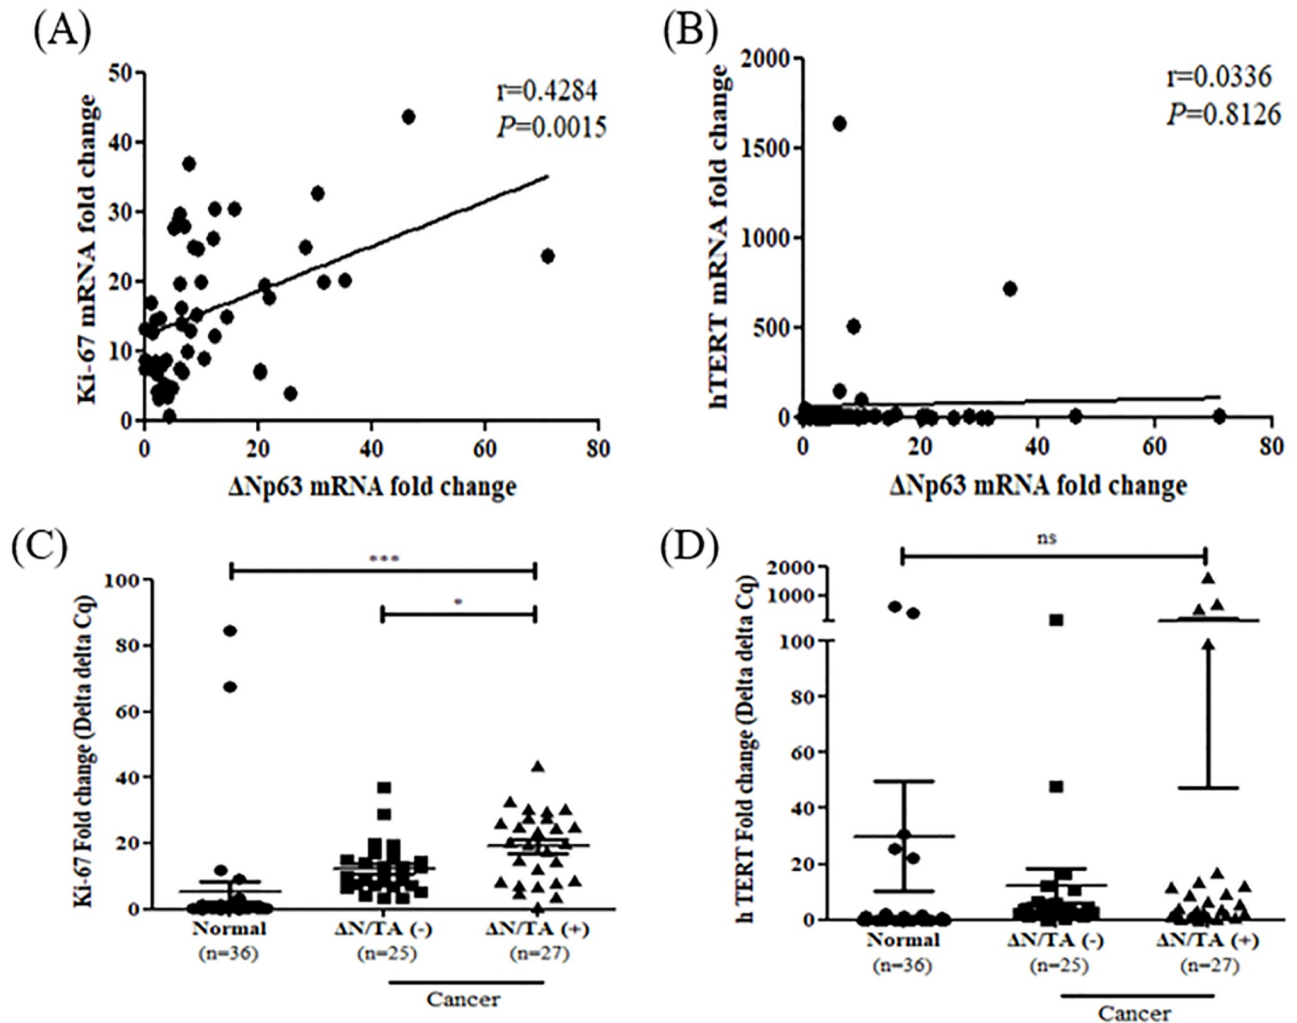 (A)
r=0.4284
P=0.0015
Ki-67 mRNA fold change
50
40
30
20
10
0
0 20 40 60 80
ΔNp63 mRNA fold change
(B)
r=0.0336
P=0.8126
hTERT mRNA fold change
2000
1500
1000
500
0
0 20 40 60 80
ΔNp63 mRNA fold change
(C)
***
*
Ki-67 Fold change (Delta delta Cq)
100
80
60
40
20
0
Normal ΔN/TA (-) ΔN/TA (+)
(n=36) (n=25) (n=27)
Cancer
(D)
ns
h TERT Fold change (Delta delta Cq)
2000
1000
100
80
60
40
20
0
Normal ΔN/TA (-) ΔN/TA (+)
(n=36) (n=25) (n=27)
Cancer